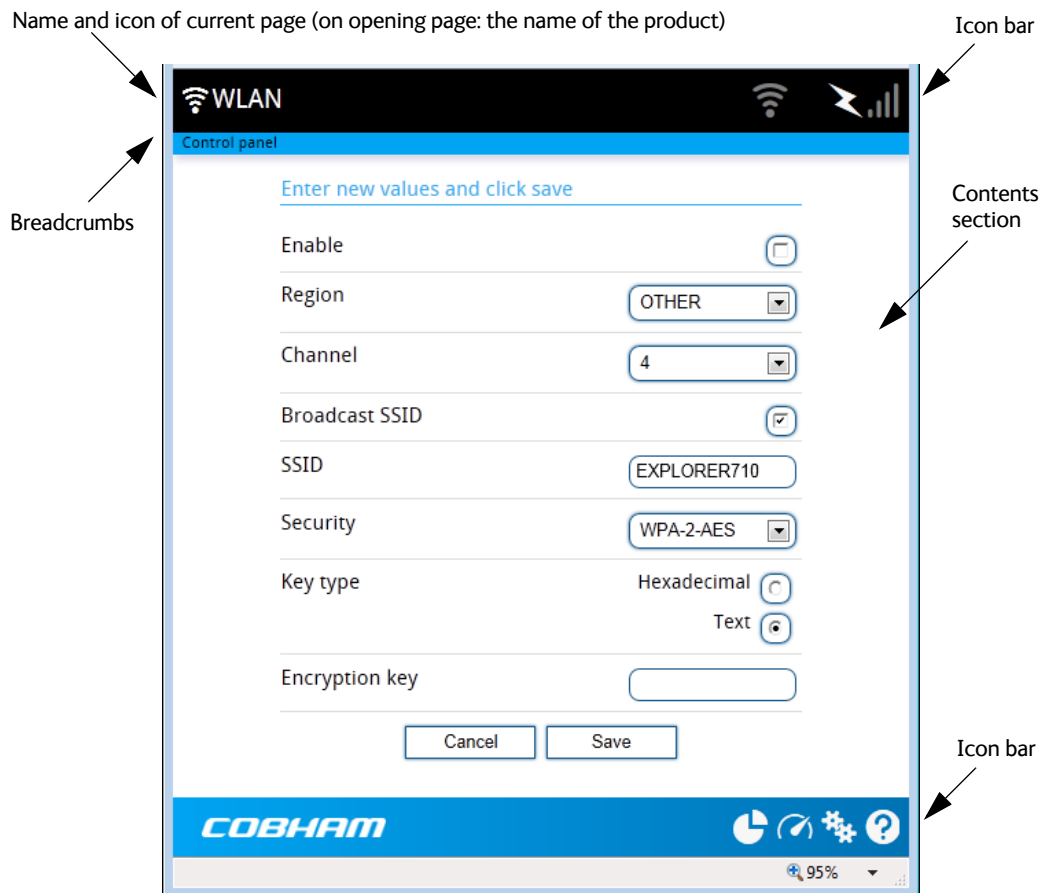 Name and icon of current page (on opening page: the name of the product)
Icon bar
WLAN
Control panel
Breadcrumbs
Enter new values and click save
Contents
section
Enable
Region
OTHER
Channel
4
Broadcast SSID
SSID
EXPLORER710
Security
WPA-2-AES
Key type
Hexadecimal
Text
Encryption key
Cancel
Save
Icon bar
COBHAM
?
95%